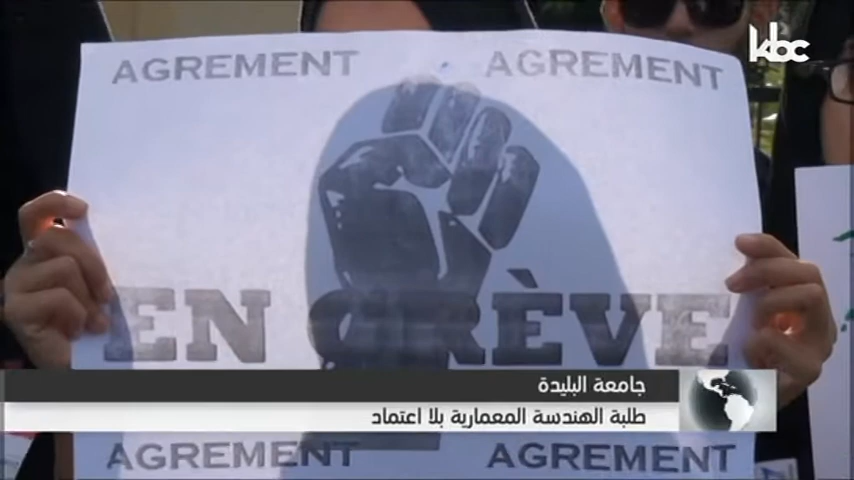 kbc
AGREMENT AGREMENT
EN GRÈVE
جامعة البليدة
طلبة الهندسة المعمارية بلا اعتماد
AGREMENT AGREMENT